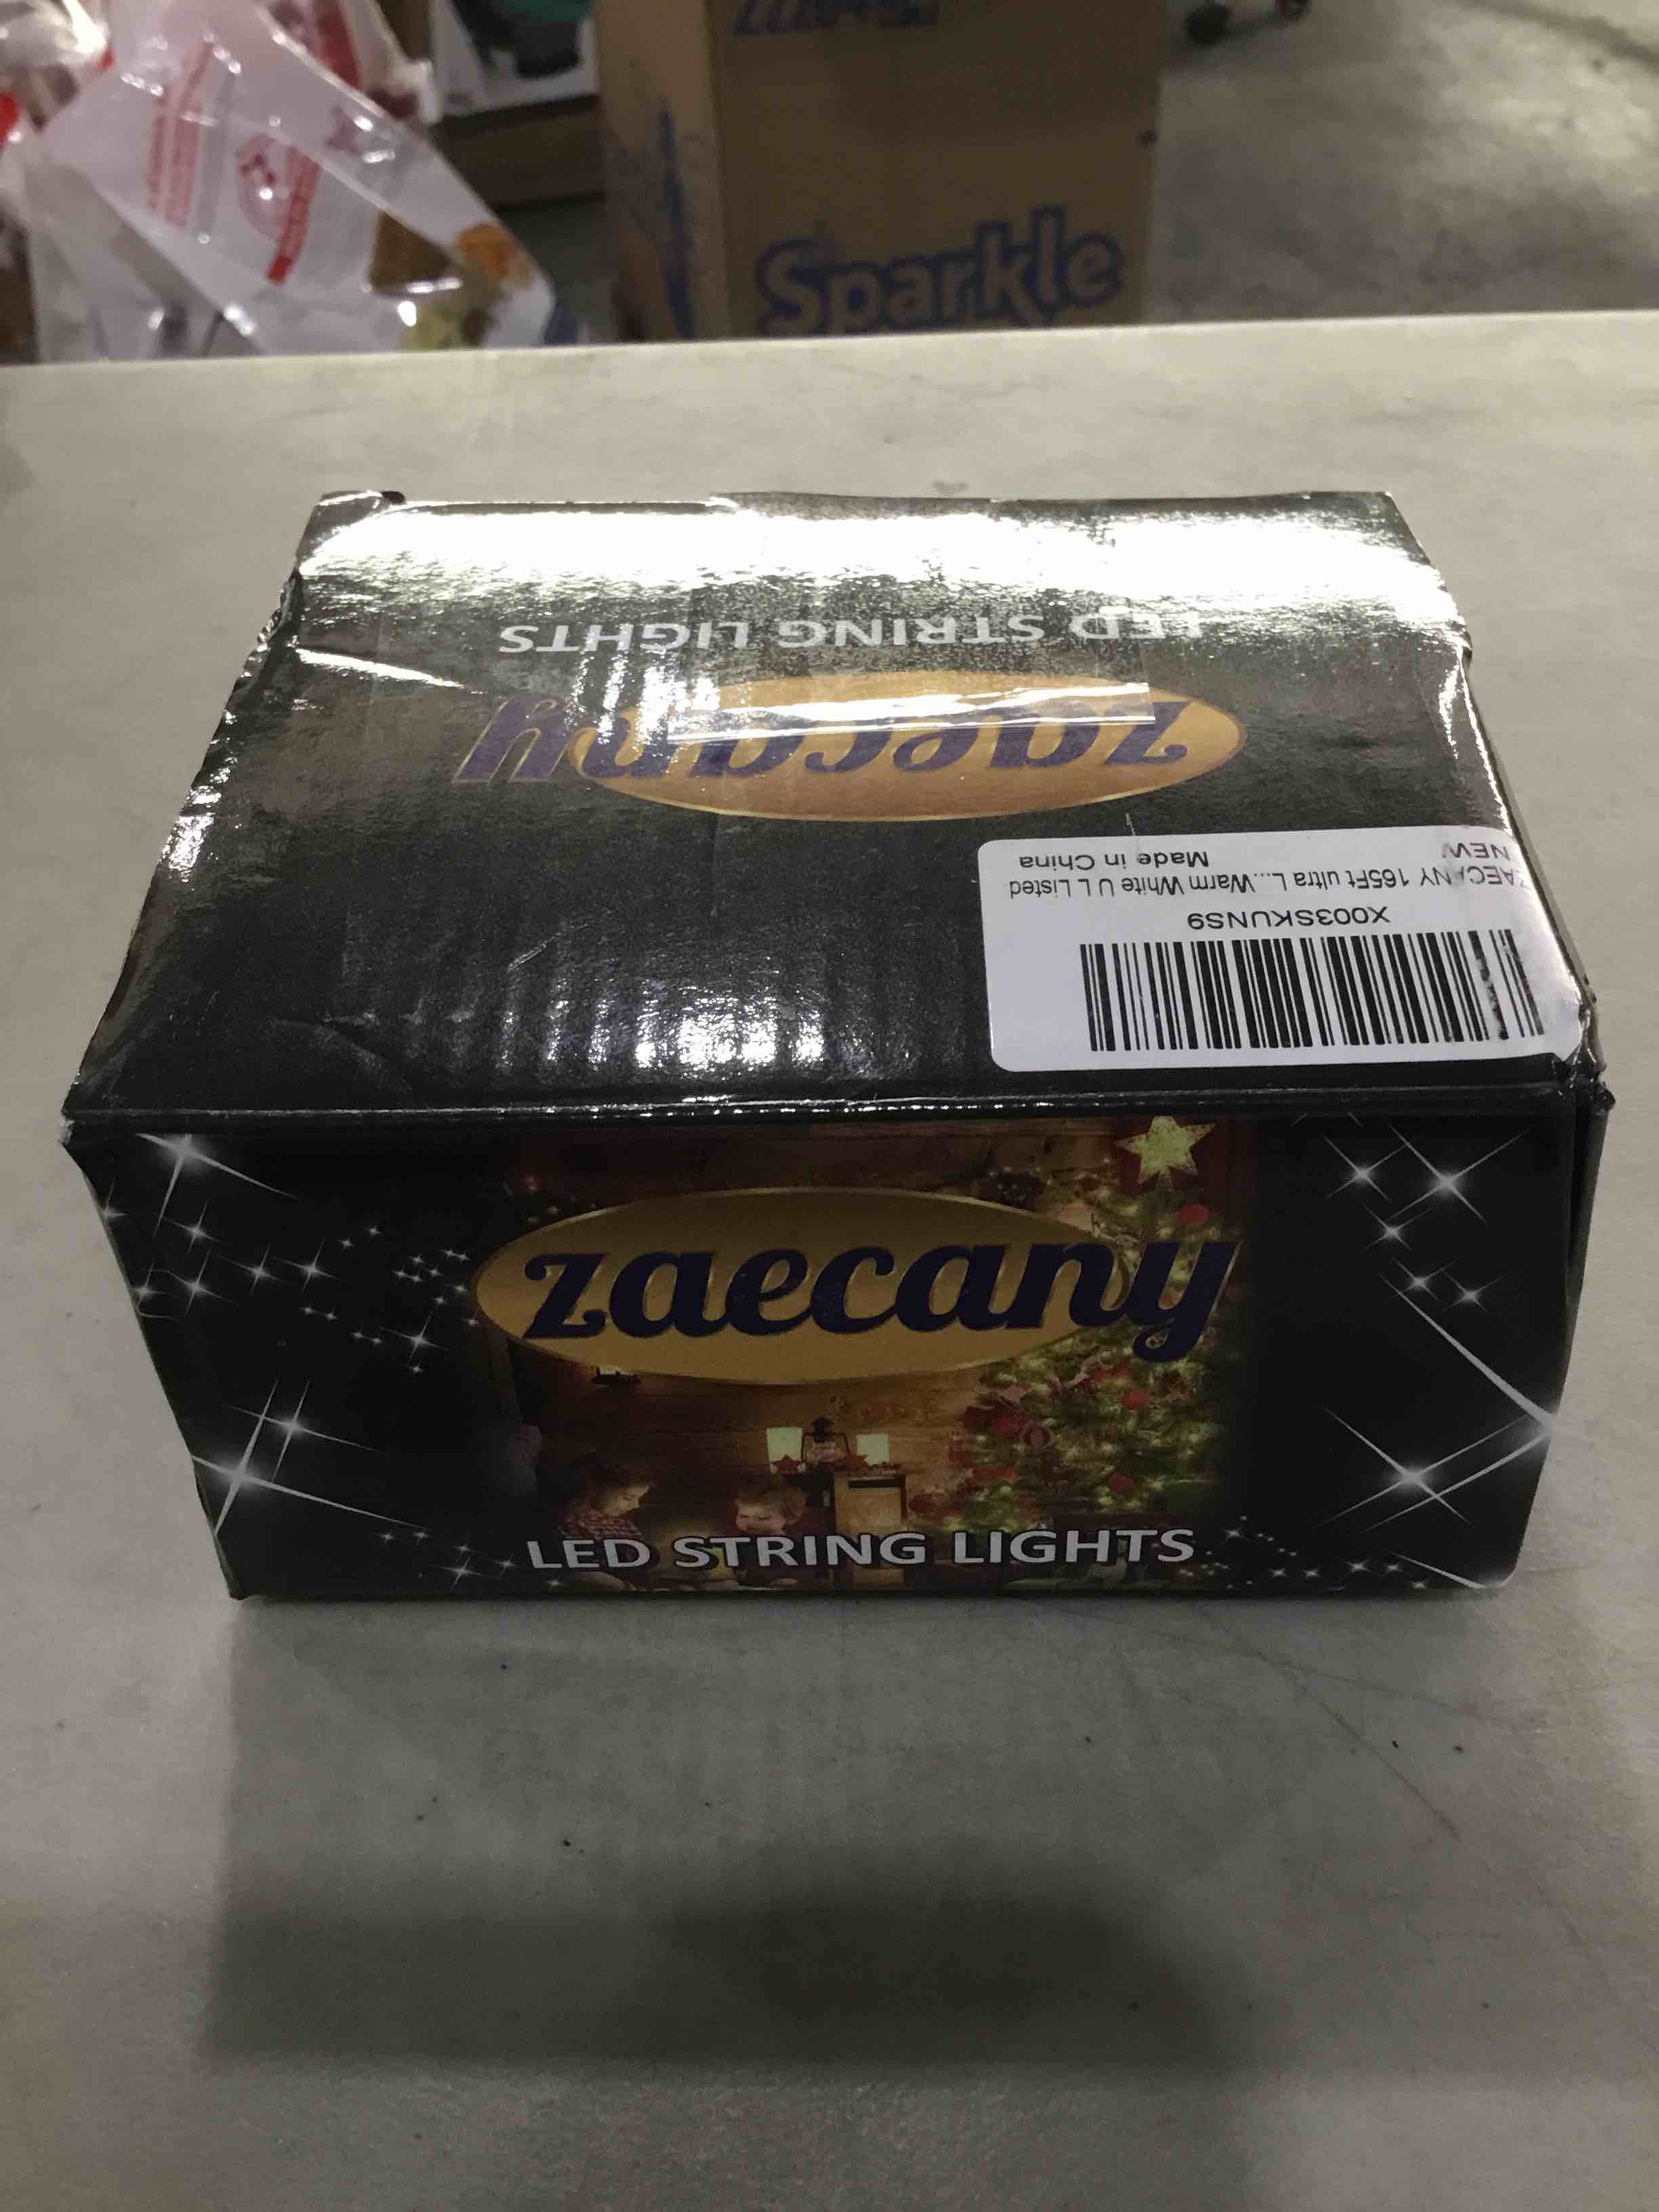 Sparkle
LED STRING LIGHTS
zaecany
NEW
ZAECANY 165Ft ultra L...Warm White U L Listed
Made in China
X003SKUNS9
zaecany
LED STRING LIGHTS